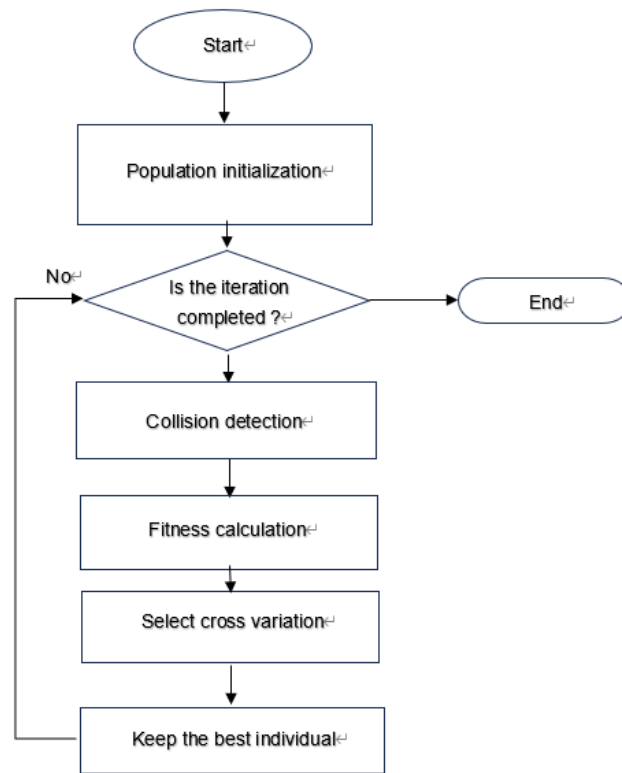 Start↵
Population initialization↵
No↵
Is the iteration
completed ?↵
End↵
Collision detection↵
Fitness calculation↵
Select cross variation↵
Keep the best individual↵